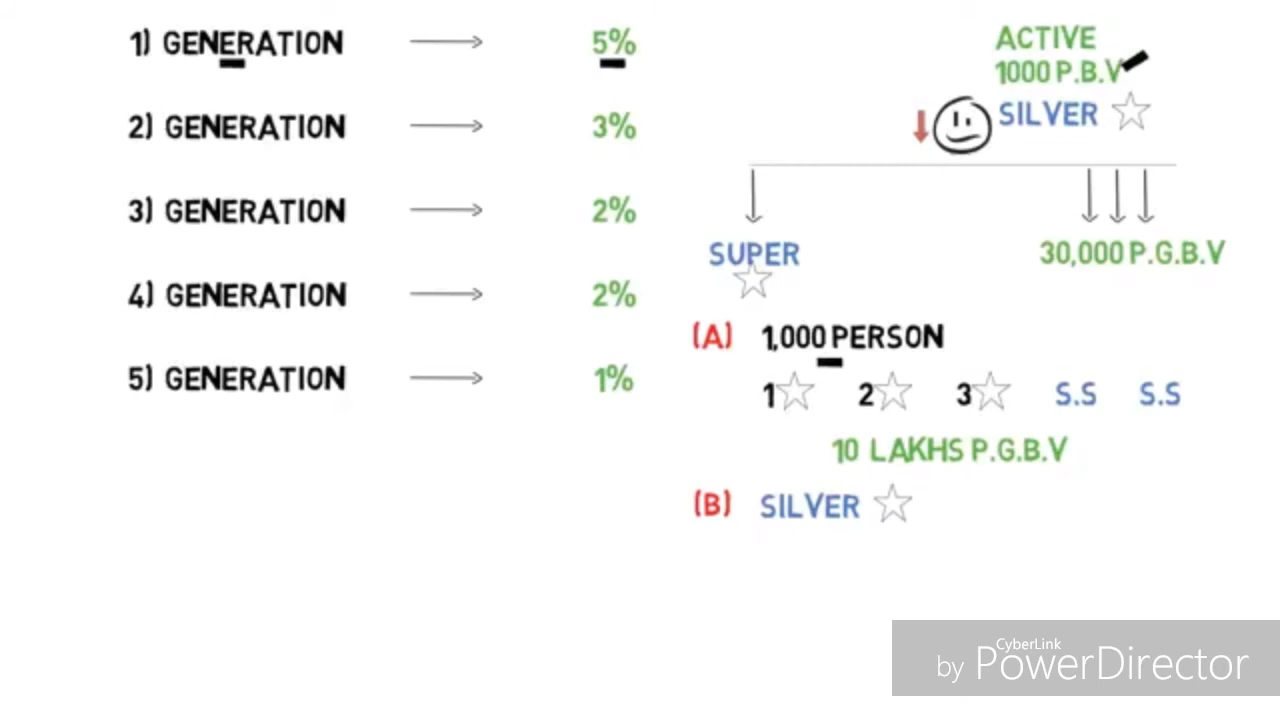 1) GENERATION 5%
2) GENERATION 3%
3) GENERATION 2%
4) GENERATION 2%
5) GENERATION 1%
ACTIVE
1000 P.B.V
SILVER
SUPER
30,000 P.G.B.V
(A) 1,000 PERSON
1 2 3 S.S S.S
10 LAKHS P.G.B.V
(B) SILVER
CyberLink
by PowerDirector